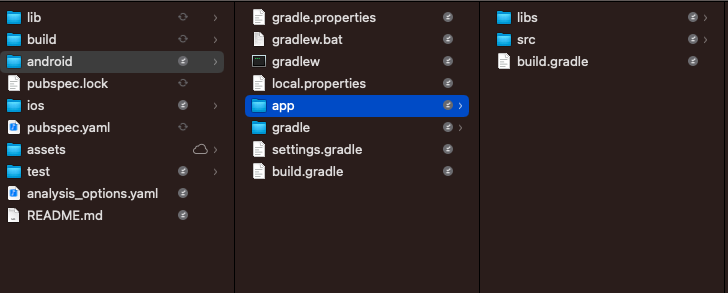 lib
build
android
pubspec.lock
ios
pubspec.yaml
assets
test
analysis_options.yaml
README.md
gradle.properties
gradlew.bat
gradlew
local.properties
app
gradle
settings.gradle
build.gradle
libs
src
build.gradle